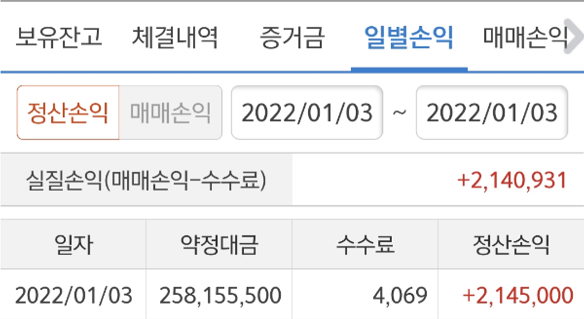 보유잔고 체결내역 증거금 일별손익 매매손익
정산손익 매매손익 2022/01/03 ~ 2022/01/03
실질손익(매매손익-수수료) +2,140,931
일자 약정대금 수수료 정산손익
2022/01/03 258,155,500 4,069 +2,145,000